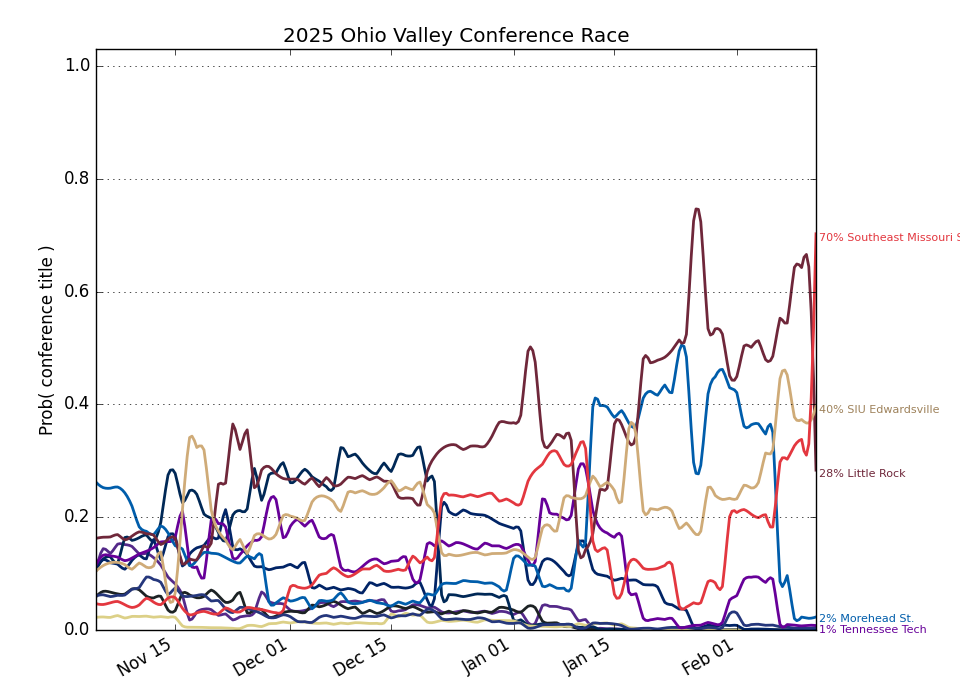 2025 Ohio Valley Conference Race
Prob( conference title )
1.0
0.8
0.6
0.4
0.2
0.0
Nov 15
Dec 01
Dec 15
Jan 01
Jan 15
Feb 01
70% Southeast Missouri S
40% SIU Edwardsville
28% Little Rock
2% Morehead St.
1% Tennessee Tech